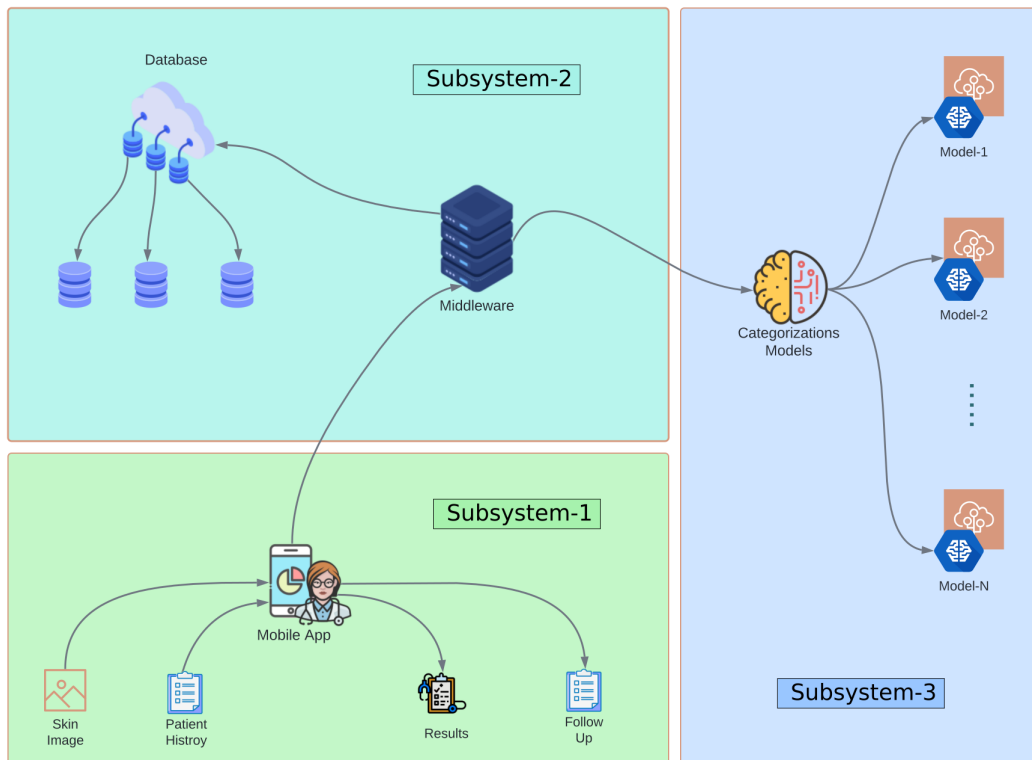 Database
Subsystem-2
Middleware
Categorizations
Models
Model-1
Model-2
Model-N
Subsystem-3
Subsystem-1
Mobile App
Skin
Image
Patient
Histroy
Results
Follow
Up